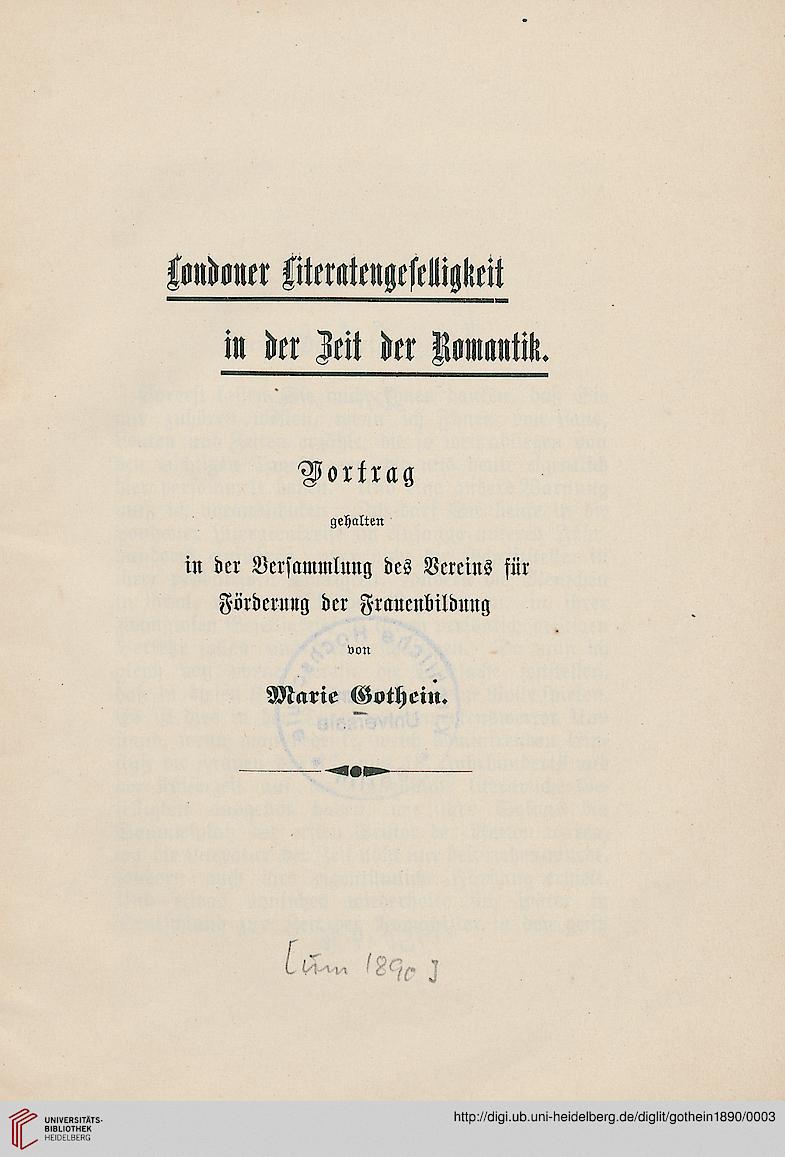 Londoner Literatengeselligkeit
in der Zeit der Romantik.
Vortrag
gehalten
in der Versammlung des Vereins für
Förderung der Frauenbildung
von
Marie Gothein.
[um 1890]
UNIVERSITÄTS-
BIBLIOTHEK
HEIDELBERG
http://digi.ub.uni-heidelberg.de/diglit/gothein1890/0003